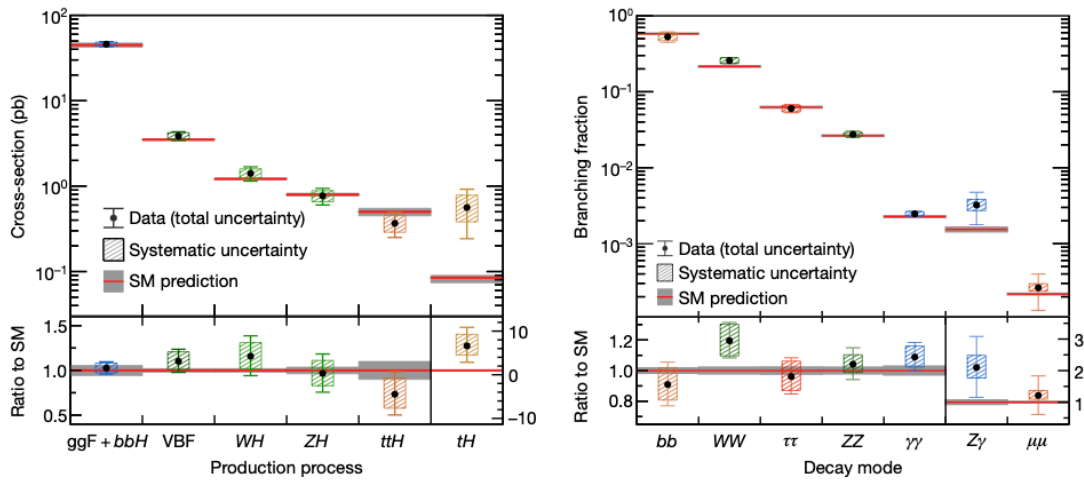 10²
10¹
10⁰
10⁻¹
Cross-section (pb)
Data (total uncertainty)
Systematic uncertainty
SM prediction
1.5
1.0
0.5
Ratio to SM
10
0
−10
ggF + bbH VBF WH ZH ttH tH
Production process
10⁰
10⁻¹
10⁻²
10⁻³
Branching fraction
Data (total uncertainty)
Systematic uncertainty
SM prediction
1.2
1.0
0.8
Ratio to SM
3
2
1
bb WW ττ ZZ γγ Zγ μμ
Decay mode